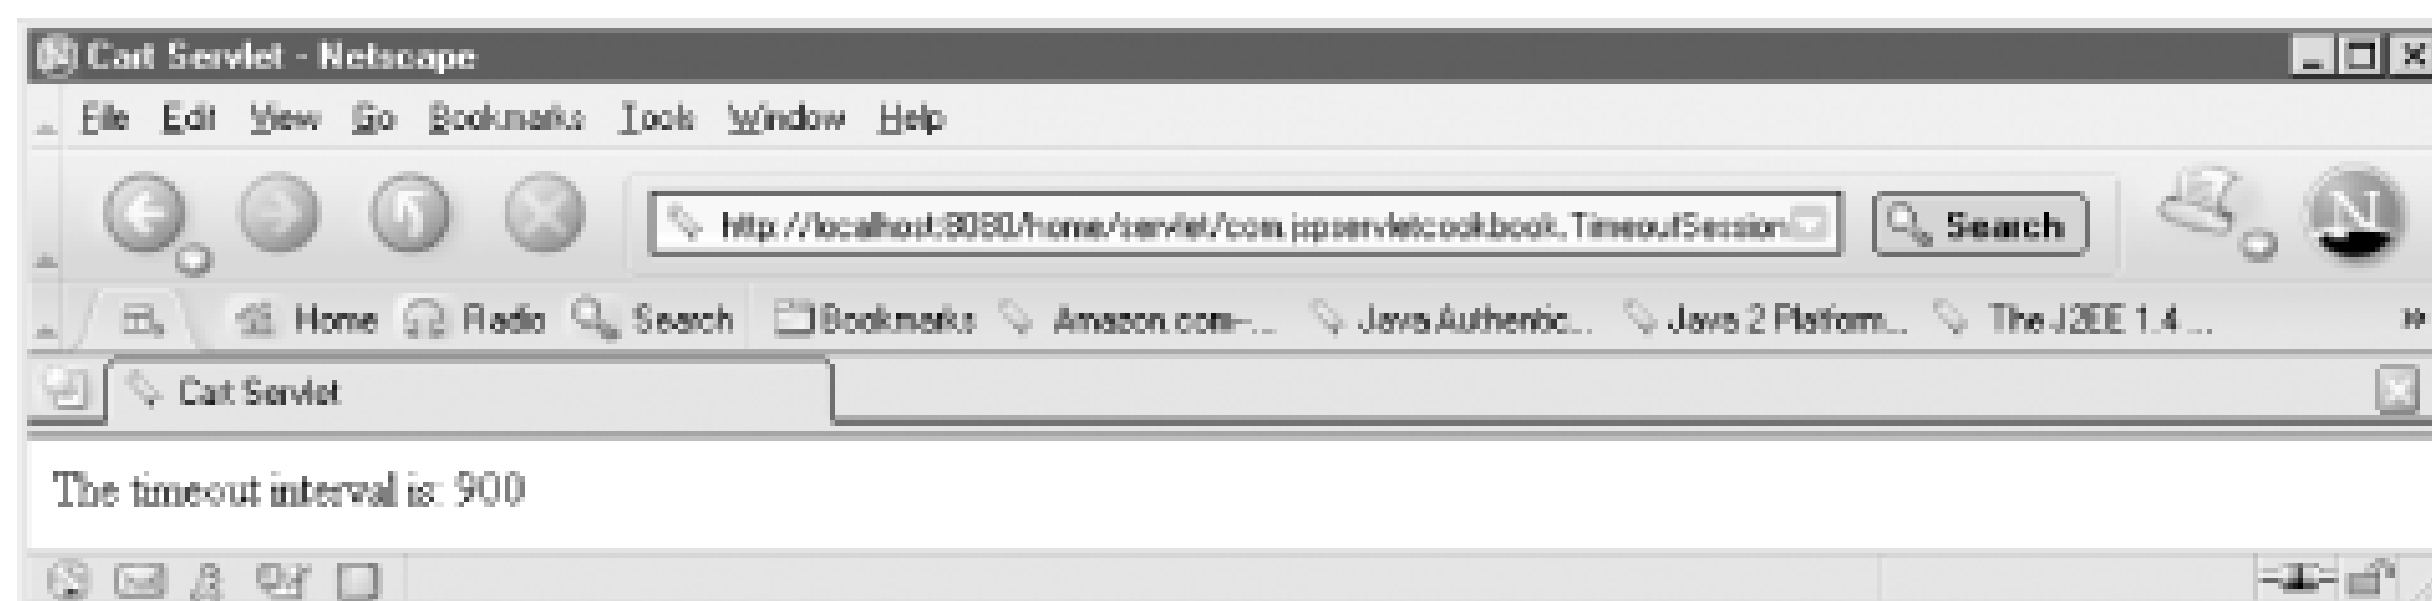 Cart Servlet - Netscape
File Edit View Go Bookmarks Tools Window Help
http://localhost:8080/home/servlet/com.jspservletcookbook.TimeoutSession Search N
Home Radio Search Bookmarks Amazon.com-... Java Authentic... Java 2 Platform... The J2EE 1.4 ... »
Cart Servlet
The timeout interval is: 900